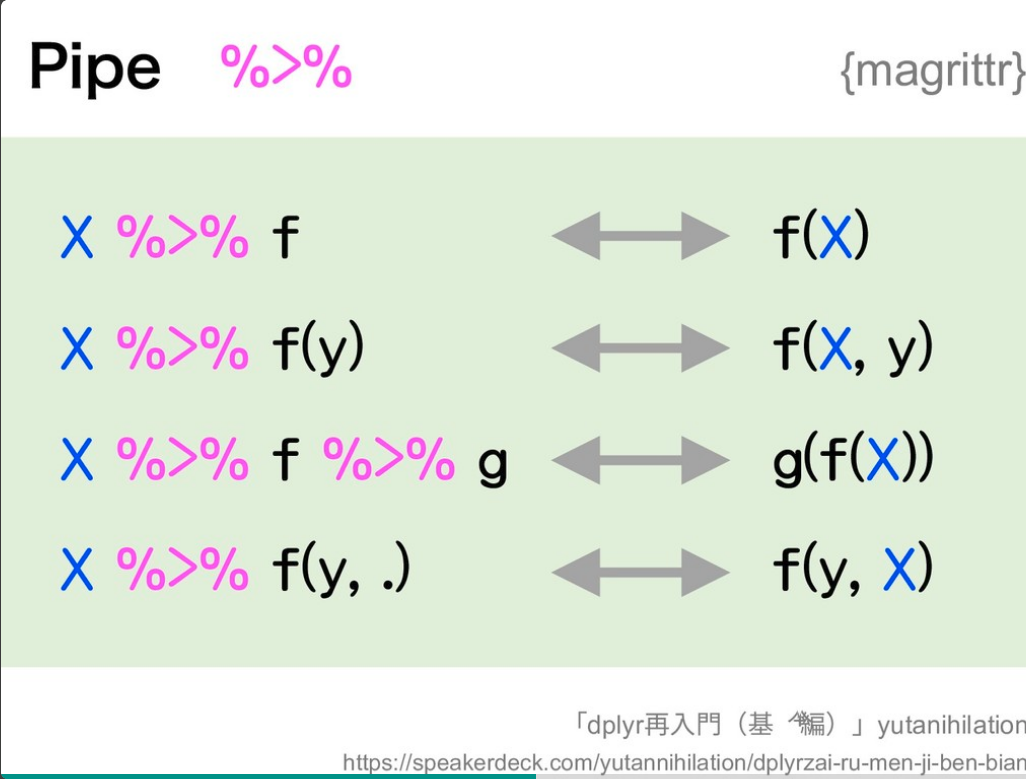 Pipe %>% {magrittr}
X %>% f f(X)
X %>% f(y) f(X, y)
X %>% f %>% g g(f(X))
X %>% f(y, .) f(y, X)
「dplyr再入門（基 編）」yutanihilation
https://speakerdeck.com/yutannihilation/dplyrzai-ru-men-ji-ben-bian